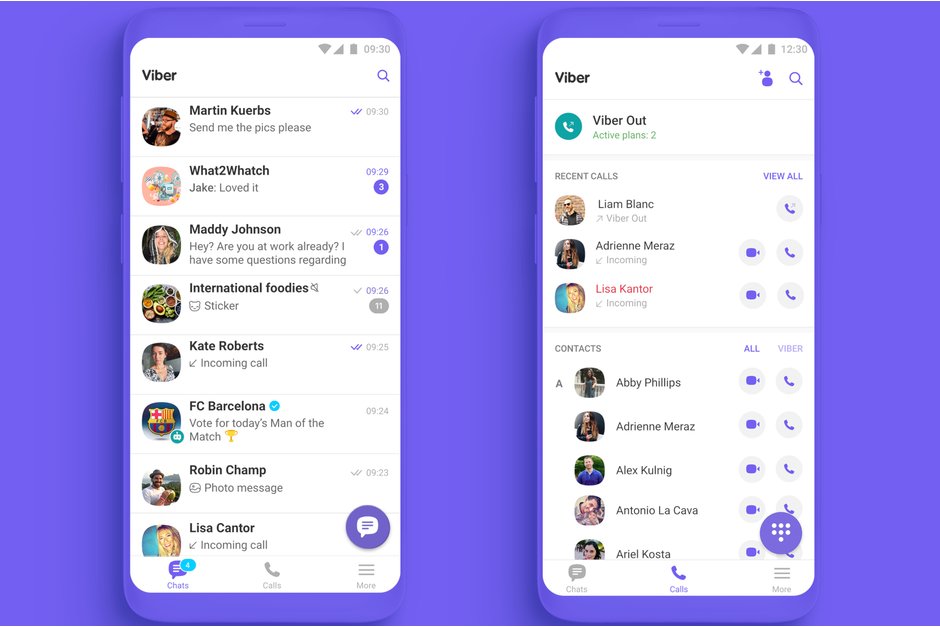 09:30
Viber
Martin Kuerbs 09:30
Send me the pics please
What2Whatch 09:29
Jake: Loved it 3
Maddy Johnson 09:26
Hey? Are you at work already? I 1
have some questions regarding
International foodies 09:26
Sticker 11
Kate Roberts 09:25
Incoming call
FC Barcelona 09:24
Vote for today's Man of the
Match
Robin Champ 09:23
Photo message
Lisa Cantor
Incoming call
4
Chats Calls More
12:30
Viber
Viber Out
Active plans: 2
RECENT CALLS VIEW ALL
Liam Blanc
Viber Out
Adrienne Meraz
Incoming
Lisa Kantor
Incoming
CONTACTS ALL VIBER
A Abby Phillips
Adrienne Meraz
Alex Kulnig
Antonio La Cava
Ariel Kosta
Chats Calls More